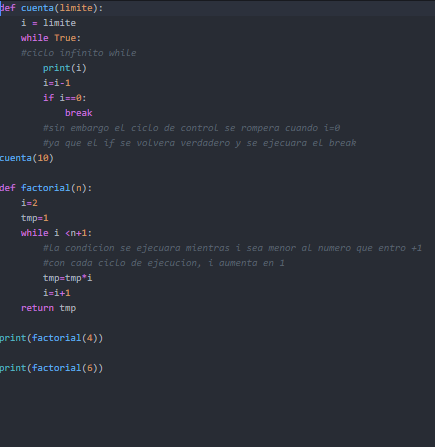 def cuenta(limite):
    i = limite
    while True:
    #ciclo infinito while
        print(i)
        i=i-1
        if i==0:
            break
        #sin embargo el ciclo de control se rompera cuando i=0
        #ya que el if se volvera verdadero y se ejecuara el break
cuenta(10)

def factorial(n):
    i=2
    tmp=1
    while i <n+1:
        #la condicion se ejecuara mientras i sea menor al numero que entro +1
        #con cada ciclo de ejecucion, i aumenta en 1
        tmp=tmp*i
        i=i+1
    return tmp

print(factorial(4))

print(factorial(6))